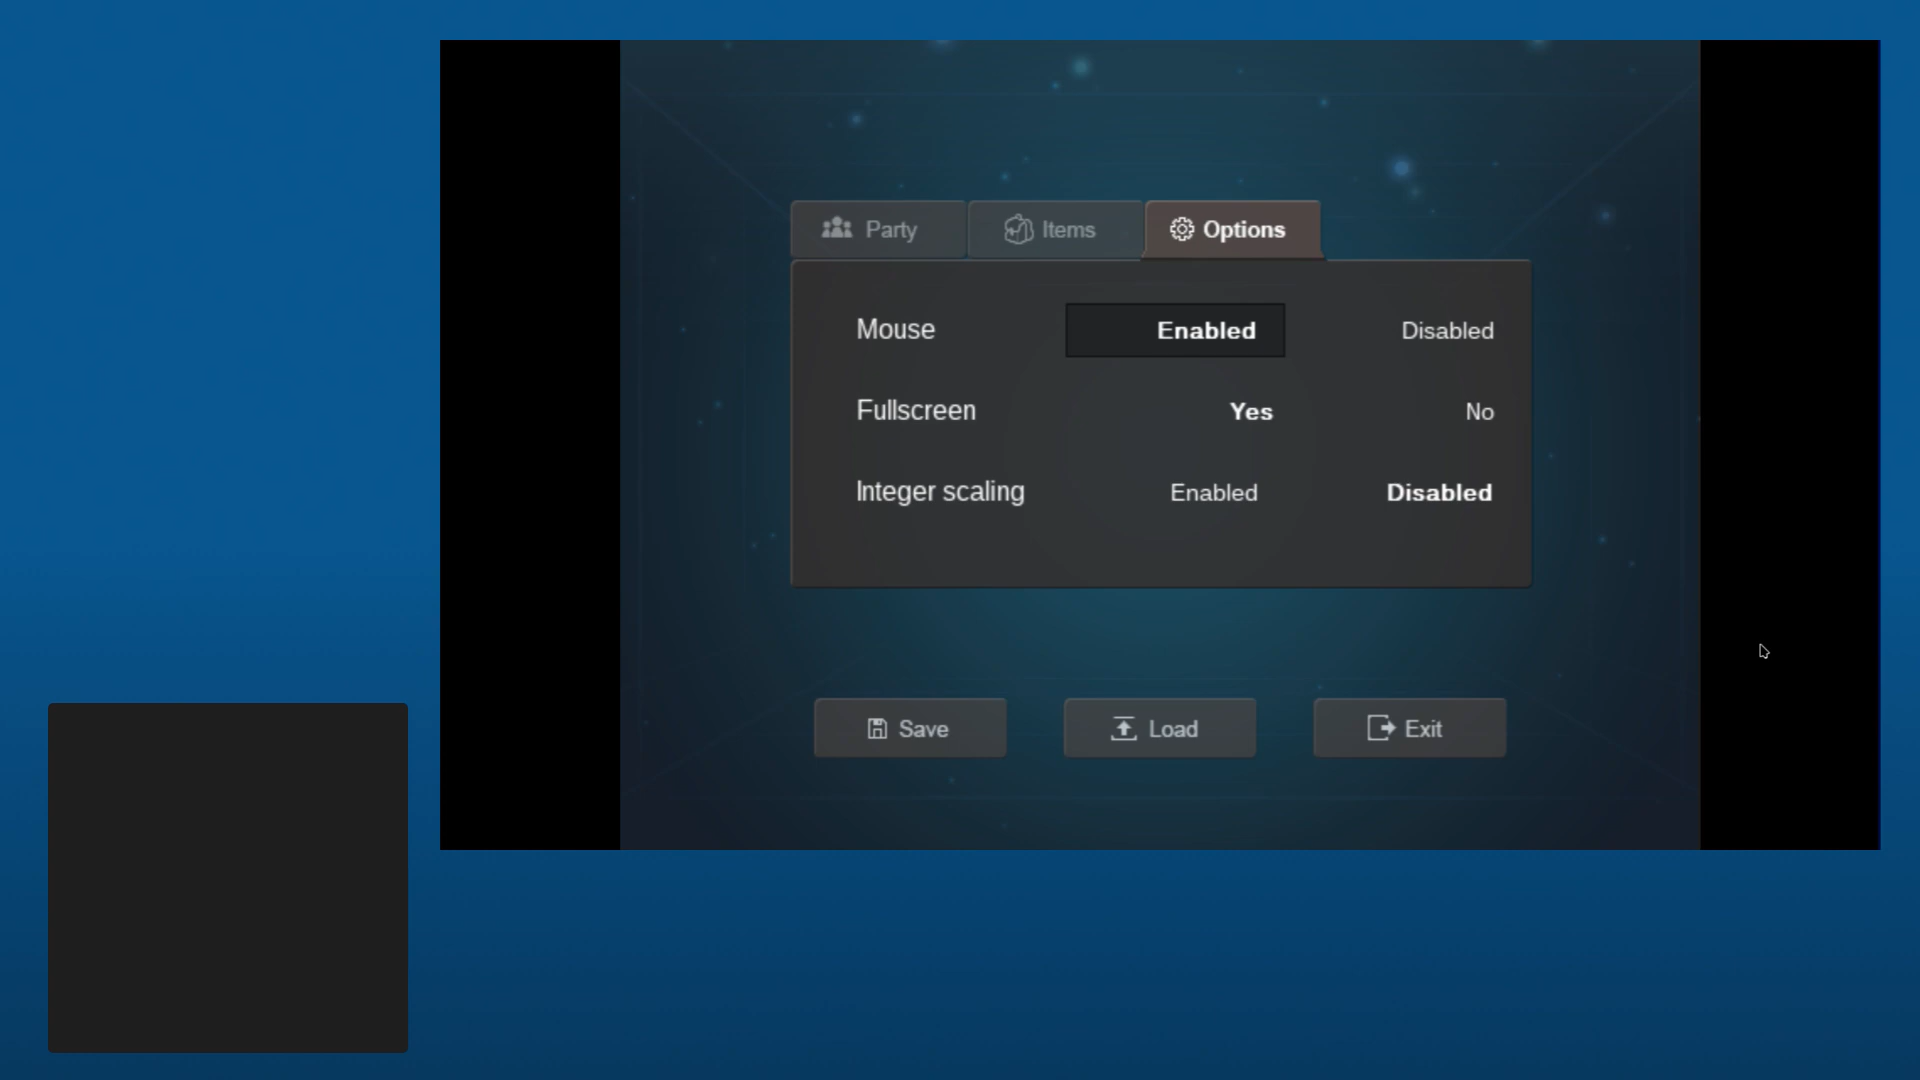 Party Items Options
Mouse Enabled Disabled
Fullscreen Yes No
Integer scaling Enabled Disabled
Save Load Exit